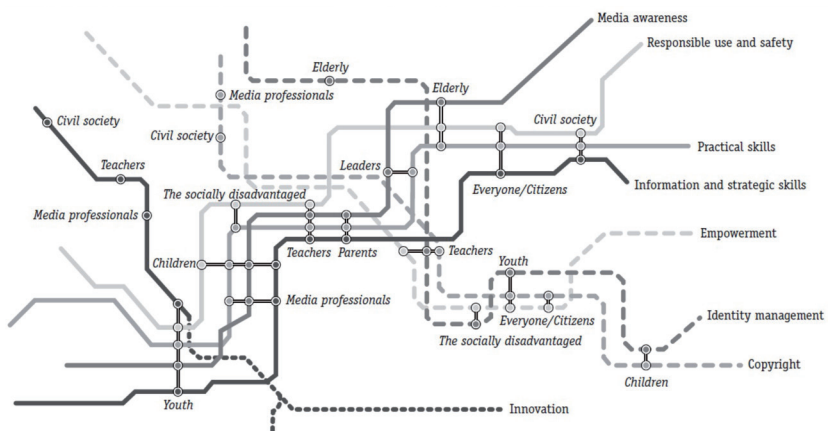 Media awareness
Responsible use and safety
Elderly
Elderly
Media professionals
Civil society
Civil society
Civil society
Practical skills
Teachers
Leaders
Everyone/Citizens
Information and strategic skills
The socially disadvantaged
Media professionals
Empowerment
Teachers
Parents
Teachers
Children
Youth
Media professionals
Everyone/Citizens
Identity management
The socially disadvantaged
Copyright
Children
Youth
Innovation